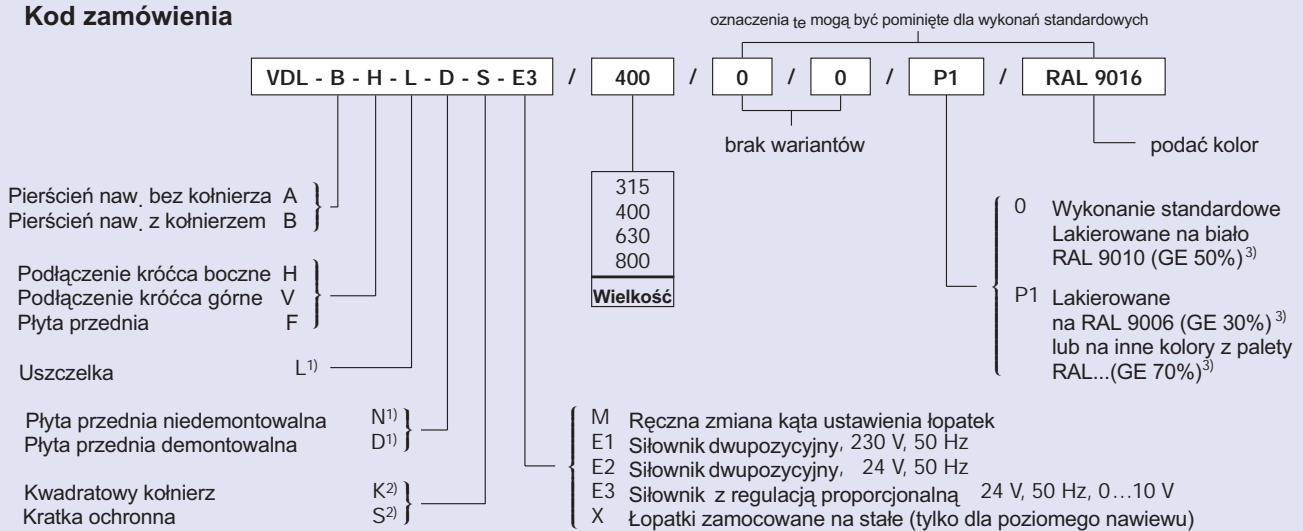 Kod zamówienia
oznaczenia te mogą być pominięte dla wykonań standardowych
VDL - B - H - L - D - S - E3 / 400 / 0 / 0 / P1 / RAL 9016
brak wariantów
podać kolor
315
400
630
800
Wielkość
Pierścień naw. bez kołnierza A
Pierścień naw. z kołnierzem B
Podłączenie króćca boczne H
Podłączenie króćca górne V
Płyta przednia F
Uszczelka L1)
Płyta przednia niedemontowalna N1)
Płyta przednia demontowalna D1)
Kwadratowy kołnierz K2)
Kratka ochronna S2)
0 Wykonanie standardowe
Lakierowane na biało
RAL 9010 (GE 50%) 3)
P1 Lakierowane
na RAL 9006 (GE 30%) 3)
lub na inne kolory z palety
RAL...(GE 70%)3)
M Ręczna zmiana kąta ustawienia łopatek
E1 Siłownik dwupozycyjny, 230 V, 50 Hz
E2 Siłownik dwupozycyjny, 24 V, 50 Hz
E3 Siłownik z regulacją proporcjonalną 24 V, 50 Hz, 0...10 V
X Łopatki zamocowane na stałe (tylko dla poziomego nawiewu)